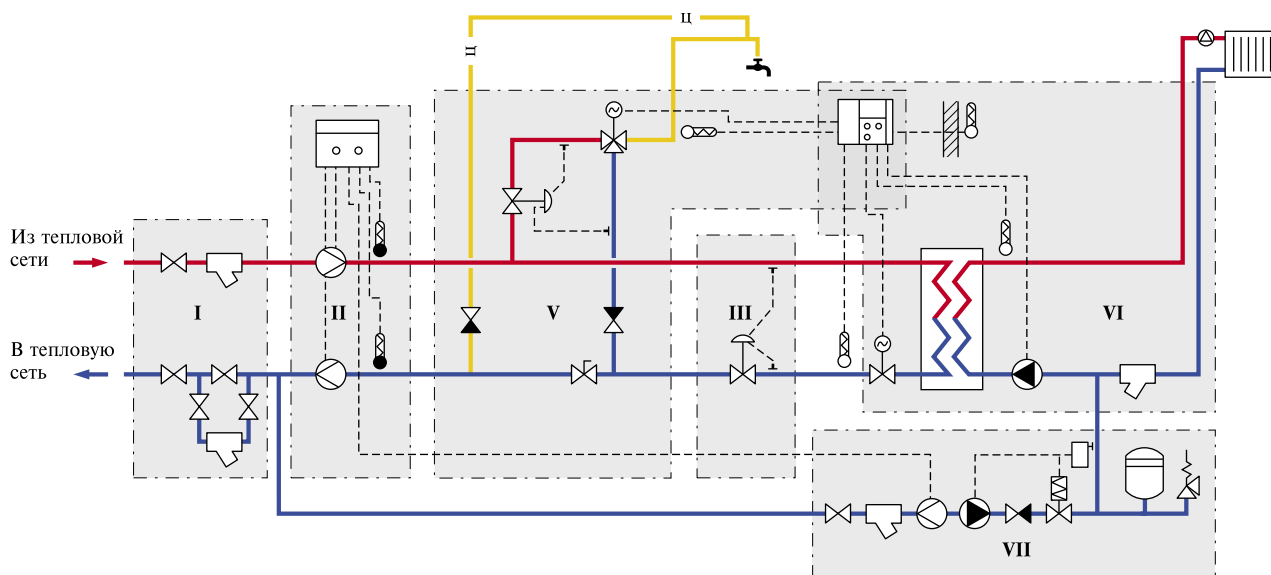 Ц
Ц
Из тепловой
сети
I
II
V
III
VI
В тепловую
сеть
VII